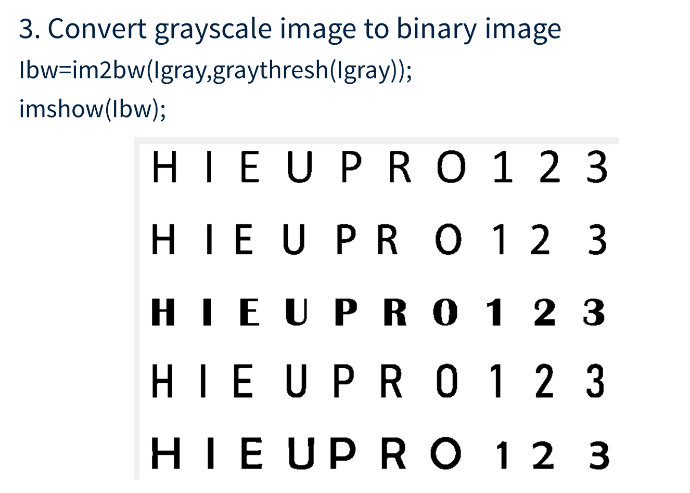 3. Convert grayscale image to binary image
Ibw=im2bw(Igray,graythresh(Igray));
imshow(Ibw);
H I E U P R O 1 2 3
H I E U P R O 1 2 3
H I E U P R O 1 2 3
H I E U P R O 1 2 3
H I E U P R O 1 2 3